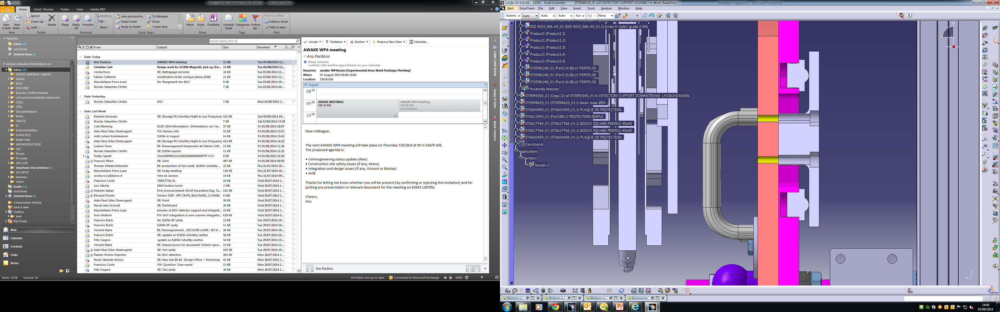 Inbox - nicolas.sebastien.chritin@cern.ch - Microsoft Outlook
File Home Send / Receive Folder View Adobe PDF
New E-mail
New Items
New
Ignore
Clean Up
Junk
Delete
Delete
Reply
Reply All
Forward
Meeting
IM
More
Respond
cern pension/m...
Team E-mail
Reply & Delete
To Manager
Done
Create New
Quick Steps
Move
Rules
OneNote
Move
Unread/ Read
Categorize
Follow Up
Tags
Find a Contact
Address Book
Filter E-mail
Find
Favorites
Inbox (26)
Sent Items
Deleted Items (8)
nicolas.sebastien.chritin@cern.ch
Inbox (26)
Astuces pratiques support
Awake
Biere
BOOSTER
Buncher Steffen/Ahmed
cern pension/maladie/salaire/ert...
CLIC1
CTF3
Documentation
Elena
GRACQ
IC
Instrumentation
Isolde RFQ
Kayak club
kNOWLEDGE BASE
LHC
Phone
PS cavity
SKI CLUB
Smarteam User Interface (1)
TAC/NTOF
trainnee
Victor
Drafts [55]
Sent Items
Deleted Items (8)
Conversation History
Junk E-mail
Outbox
mail
RSS Feeds
Mail
Calendar
Contacts
Tasks
Notes
Items: 5,026 Unread: 26
Search Inbox (Ctrl+E)
From Subject Size Received C...
Date: Today
Ans Pardons AWAKE WP4 meeting 15 KB Tue 05/08/2014 12...
Christian Carli Design work for ELENA Magnetic pick-up [Fw... 13 KB Tue 05/08/2014 12...
Cecilia Rossi RE: Rattrapage mercredi 24 KB Tue 05/08/2014 11:...
Fabien Cottenot modification bride conique pleine Ø206 11 KB Tue 05/08/2014 11:...
Massimiliano Ferro-Luzzi Re: Rangement doc BGV 9 KB Tue 05/08/2014 10:...
Nicolas Sebastien Chritin 7 KB Tue 05/08/2014 04:...
Date: Yesterday
Nicolas Sebastien Chritin BGV 7 KB Mon 04/08/2014 2...
Date: Last Week
Roberto Kersevan RE: Etuvage PU Schottky Hight & Low Frequency 422 KB Sun 03/08/2014 19:...
Nicolas Sebastien Chritin 7 KB Sat 02/08/2014 15:39
Ccrb Planning LD2IC 2014 Information / Informations sur l'ex... 57 KB Fri 01/08/2014 18:07
Alain Paul Gilles Demougeot FW: Belows info 52 KB Fri 01/08/2014 15:52
Antti Juhani Kolehmainen ELENA in August 14 KB Fri 01/08/2014 15:43
Alain Paul Gilles Demougeot RE: Etuvage PU Schottky Hight & Low Frequency 422 KB Fri 01/08/2014 14:10
Ludovic Favre RE: Demenagement temporaire de Fabien Cott... 15 KB Fri 01/08/2014 11:26
Nicolas Sebastien Chritin RE: ELENA reports 11 KB Fri 01/08/2014 11:18
Teddy Capelli UUUURRRRGGGGEEEENNNNNNNTTTT !!!!!!!! 9 KB Fri 01/08/2014 10:20
Francois Pillon RE: Joint 497 KB Fri 01/08/2014 09:50
Thomas William Birtwistle RE: production of test cavity (ELENA Schottky ... 23 KB Thu 31/07/2014 18:...
Massimiliano Ferro-Luzzi RE: today meeting 128 KB Thu 31/07/2014 10:...
cecilia.rossi@libero.it Fete de Geneve 19 KB Thu 31/07/2014 09:...
Francisco Costa ST0617736_01 10 KB Wed 30/07/2014 1...
Luis Alberty EDM Section lunch 2 MB Wed 30/07/2014 1...
Roberto Saban First Announcement: EN-KT Innovation Day, Tu... 102 KB Wed 30/07/2014 1...
Bernard Florian fichiers STEP - RPT CRATE_BIAS PANEL_LV PANEL 6 MB Wed 30/07/2014 1...
Alain Paul Gilles Demougeot RE: Point 30 KB Wed 30/07/2014 1...
Pascal Jean Secouet RE: Dashboard 26 KB Wed 30/07/2014 1...
Massimiliano Ferro-Luzzi minutes of BGV detector support and integrati... 10 KB Wed 30/07/2014 1...
Yvon Muttoni FW: BGV integration & wire scanner integratio... 628 KB Wed 30/07/2014 0...
Francois Butin Re: ELENA RF cavity 13 KB Tue 29/07/2014 19:...
Francois Butin ELENA RF cavity 11 KB Tue 29/07/2014 16:...
Vincent Maire RE: Renseignements , DECOUPE LASER / JET D'... 36 KB Tue 29/07/2014 1...
Francois Butin RE: update on ELENA Schottky cavities 58 KB Tue 29/07/2014 1...
Fritz Caspers update on ELENA Schottky cavities 54 KB Tue 29/07/2014 15:...
Vincent Maire RE: Shared Access for document: Technic speci... 15 KB Tue 29/07/2014 1...
Alain Paul Gilles Demougeot RE: Test cavity 103 KB Tue 29/07/2014 10:...
Plamen Hristov Hopchev Re: BGV detectors 385 KB Mon 28/07/2014 1...
Nuria Valverde Alonso RE: New Job BE-BI: Design Office + Workshop 41 KB Mon 28/07/2014 1...
Francisco Costa FW: Question "User needs" 15 KB Mon 28/07/2014 1...
Fritz Caspers RE: Test cavity 20 KB Mon 28/07/2014 1...
Accept Tentative Decline Propose New Time Calendar...
AWAKE WP4 meeting
Ans Pardons
Please respond.
Conflicts with another appointment on your Calendar.
Required: awake-WP4team (Experimental Area Work Package Meeting)
When: 07 August 2014 09:00-10:00
Location: 530/R-030
07 August
08 00
09 00
10 00
AWAKE MEETINGS
530-R-030
AWAKE WP4 meeting
530/R-030
Ans Pardons
Dear colleague,
The next AWAKE WP4 meeting will take place on Thursday 7/8/2014 at 9h in 530/R-030.
The proposed agenda is:
• Civil engineering status update (Alex)
• Construction site safety issues (if any, Manu)
• Integration and design issues (if any, Vincent or Nicolas)
• AOB
Thanks for letting me know whether you will be present (by confirming or rejecting this invitation) and for
putting any presentation or relevant document for the meeting on EDMS 1397051.
Cheers,
Ans
Ans Pardons
14:00: CHRISTIANE
Today: 0 Tasks
Quick Contacts
All folders are up to date. Connected to Microsoft Exchange 100%
CATIA V5 R23 64 - CERN : Small Assembly - - - [ST0566528_01 a.03 DETECTORS SUPPORT ASSEMBLY In Work (ReadOnly) ]
Start SmarTeam File Edit View Insert Tools Analyze Window Help
Autom. Auto Auto Auto Aut Aut None
ISO 4032_M6-A4_01 (ISO 4032_M6-A4_01.1) Ecrou H style1 grade A M6
Product1 (Product1.1)
Product1 (Product1.2)
Product1 (Product1.3)
Product1 (Product1.4)
Product1 (Product1.5)
ST0596248_01 (Part1.4) BILLE PORTEUSE
ST0596248_01 (Part1.5) BILLE PORTEUSE
ST0596248_01 (Part1.6) BILLE PORTEUSE
Assembly features
ST0594063_01 (Copy (1) of ST0590345_01.4) DETECTORS SUPPORT DOWNSTREAM LHCBGVDA0006
ST0594633_01 (ST0594633_01.1) beam tube Ø84
ST0600459_01 (ST0600459_01.1) PLAQUE DE PROTECTION
ST0612590_01 (Part188.1) PROTECTION SIMPLE
ST0617764_01 (ST0617764_01.1) BOSCH SQUARE PROFILE 45x45
ST0617764_01 (ST0617764_01.2) BOSCH SQUARE PROFILE 45x45
ST0600459_01 (ST0600459_01.2) PLAQUE DE PROTECTION
Constraints
Applications
Sections
Section.2
(Bottom-u... (Bottom-u... (Bottom-u... Documents
CATIA
14:40
05/08/2014